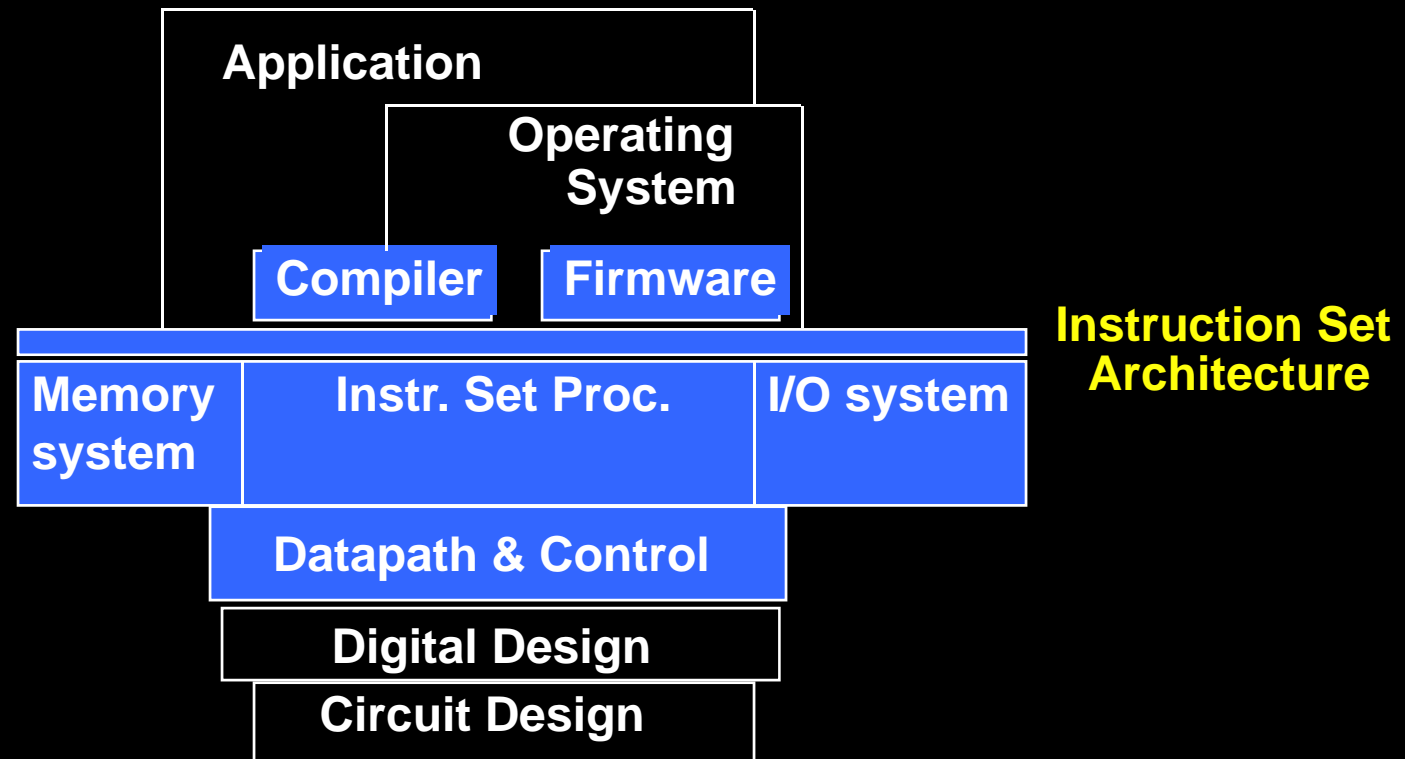 Application
Operating
System
Compiler
Firmware
Instruction Set
Architecture
Memory
system
Instr. Set Proc.
I/O system
Datapath & Control
Digital Design
Circuit Design